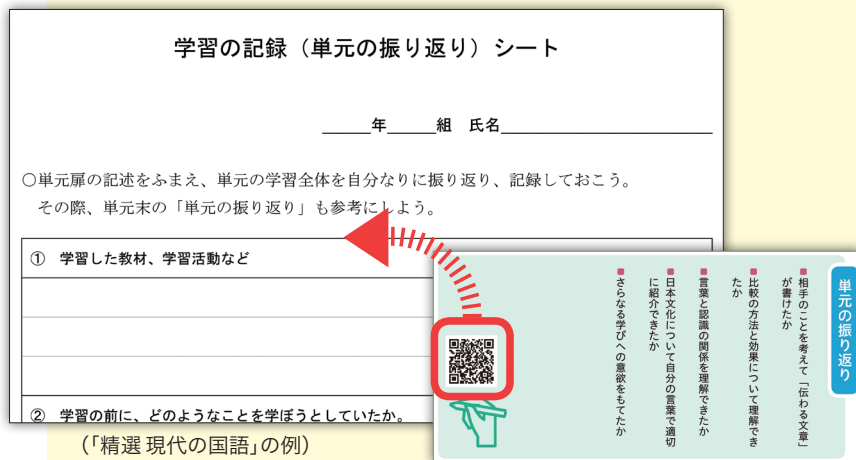 学習の記録（単元の振り返り）シート
年 組 氏名
○単元扉の記述をふまえ、単元の学習全体を自分なりに振り返り、記録しておこう。
その際、単元末の「単元の振り返り」も参考にしよう。
① 学習した教材、学習活動など
② 学習の前に、どのようなことを学ぼうとしていたか。
単元の振り返り
■相手のことを考えて「伝わる文章」
が書けたか
■比較の方法と効果について理解でき
たか
■言葉と認識の関係を理解できたか
■日本文化について自分の言葉で適切
に紹介できたか
■さらなる学びへの意欲をもてたか
（「精選 現代の国語」の例）